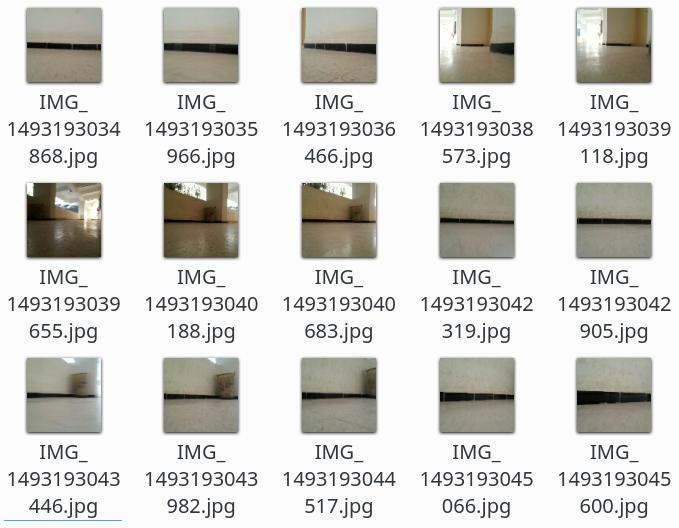 IMG_
1493193034
868.jpg
IMG_
1493193035
966.jpg
IMG_
1493193036
466.jpg
IMG_
1493193038
573.jpg
IMG_
1493193039
118.jpg
IMG_
1493193039
655.jpg
IMG_
1493193040
188.jpg
IMG_
1493193040
683.jpg
IMG_
1493193042
319.jpg
IMG_
1493193042
905.jpg
IMG_
1493193043
446.jpg
IMG_
1493193043
982.jpg
IMG_
1493193044
517.jpg
IMG_
1493193045
066.jpg
IMG_
1493193045
600.jpg